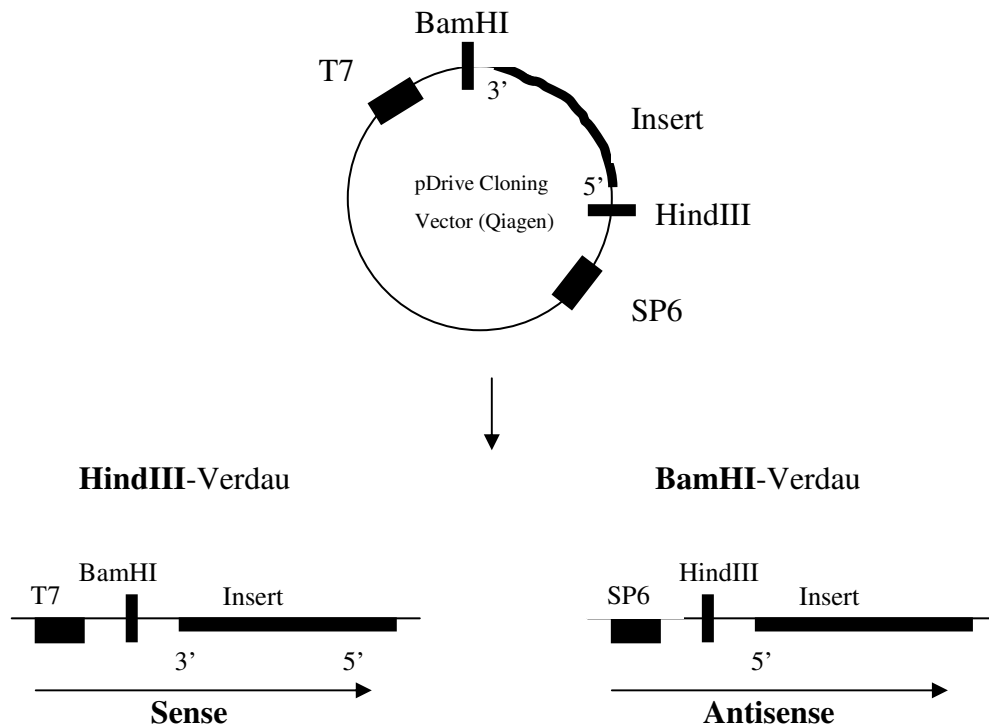 BamHI
T7
3’
Insert
5’
pDrive Cloning
Vector (Qiagen)
HindIII
SP6
HindIII-Verdau
BamHI-Verdau
BamHI
T7
Insert
3’ 5’
Sense
HindIII
SP6
Insert
5’
Antisense